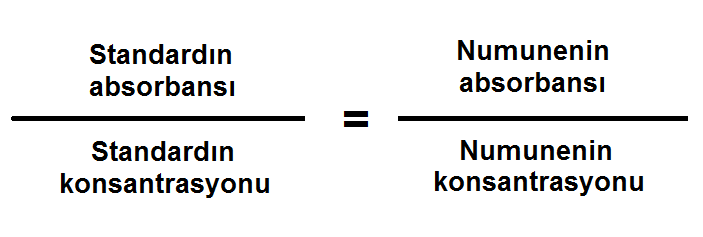 Standardın
absorbansı
Standardın
konsantrasyonu
=
Numunenin
absorbansı
Numunenin
konsantrasyonu